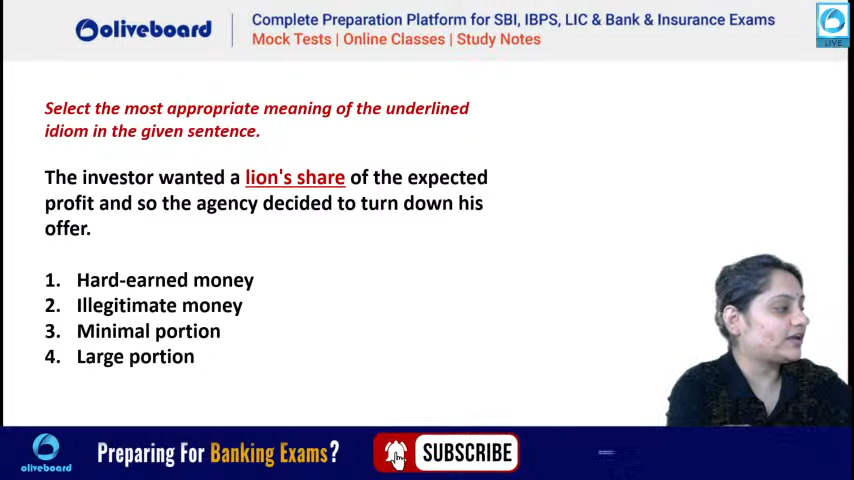 oliveboard
Complete Preparation Platform for SBI, IBPS, LIC & Bank & Insurance Exams
Mock Tests | Online Classes | Study Notes
LIVE
Select the most appropriate meaning of the underlined
idiom in the given sentence.
The investor wanted a lion's share of the expected
profit and so the agency decided to turn down his
offer.
1. Hard-earned money
2. Illegitimate money
3. Minimal portion
4. Large portion
oliveboard
Preparing For Banking Exams?
SUBSCRIBE